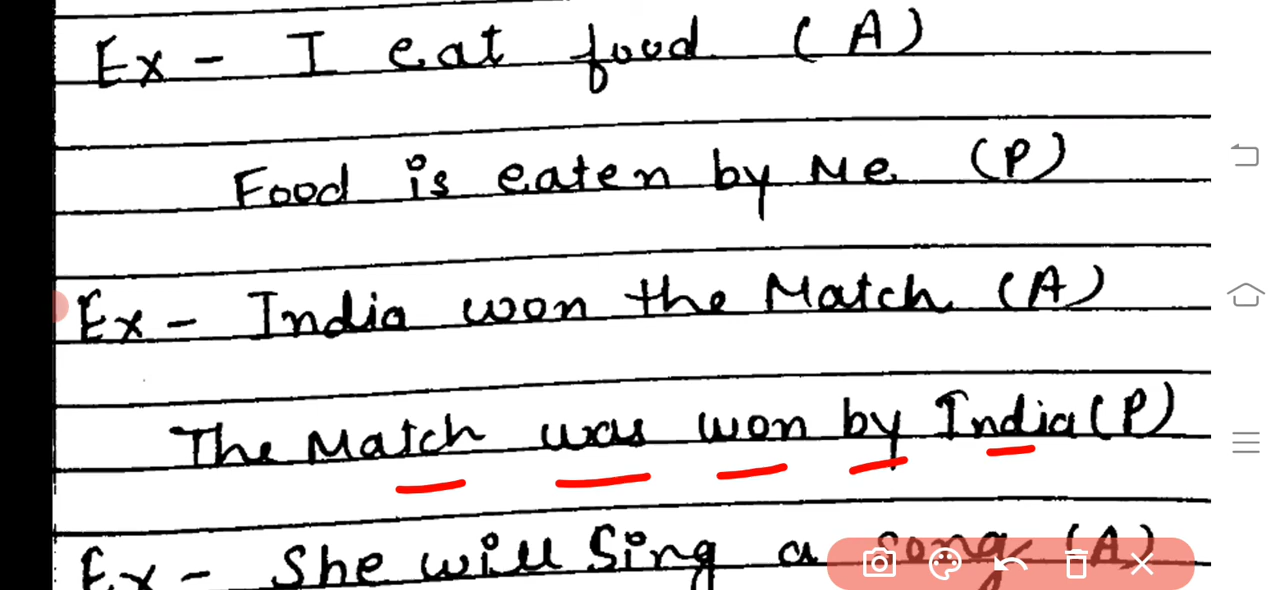 Ex - I eat food (A)
Food is eaten by Me. (P)
Ex - India won the Match (A)
The Match was won by India (P)
Ex - She will Sing a song (A)